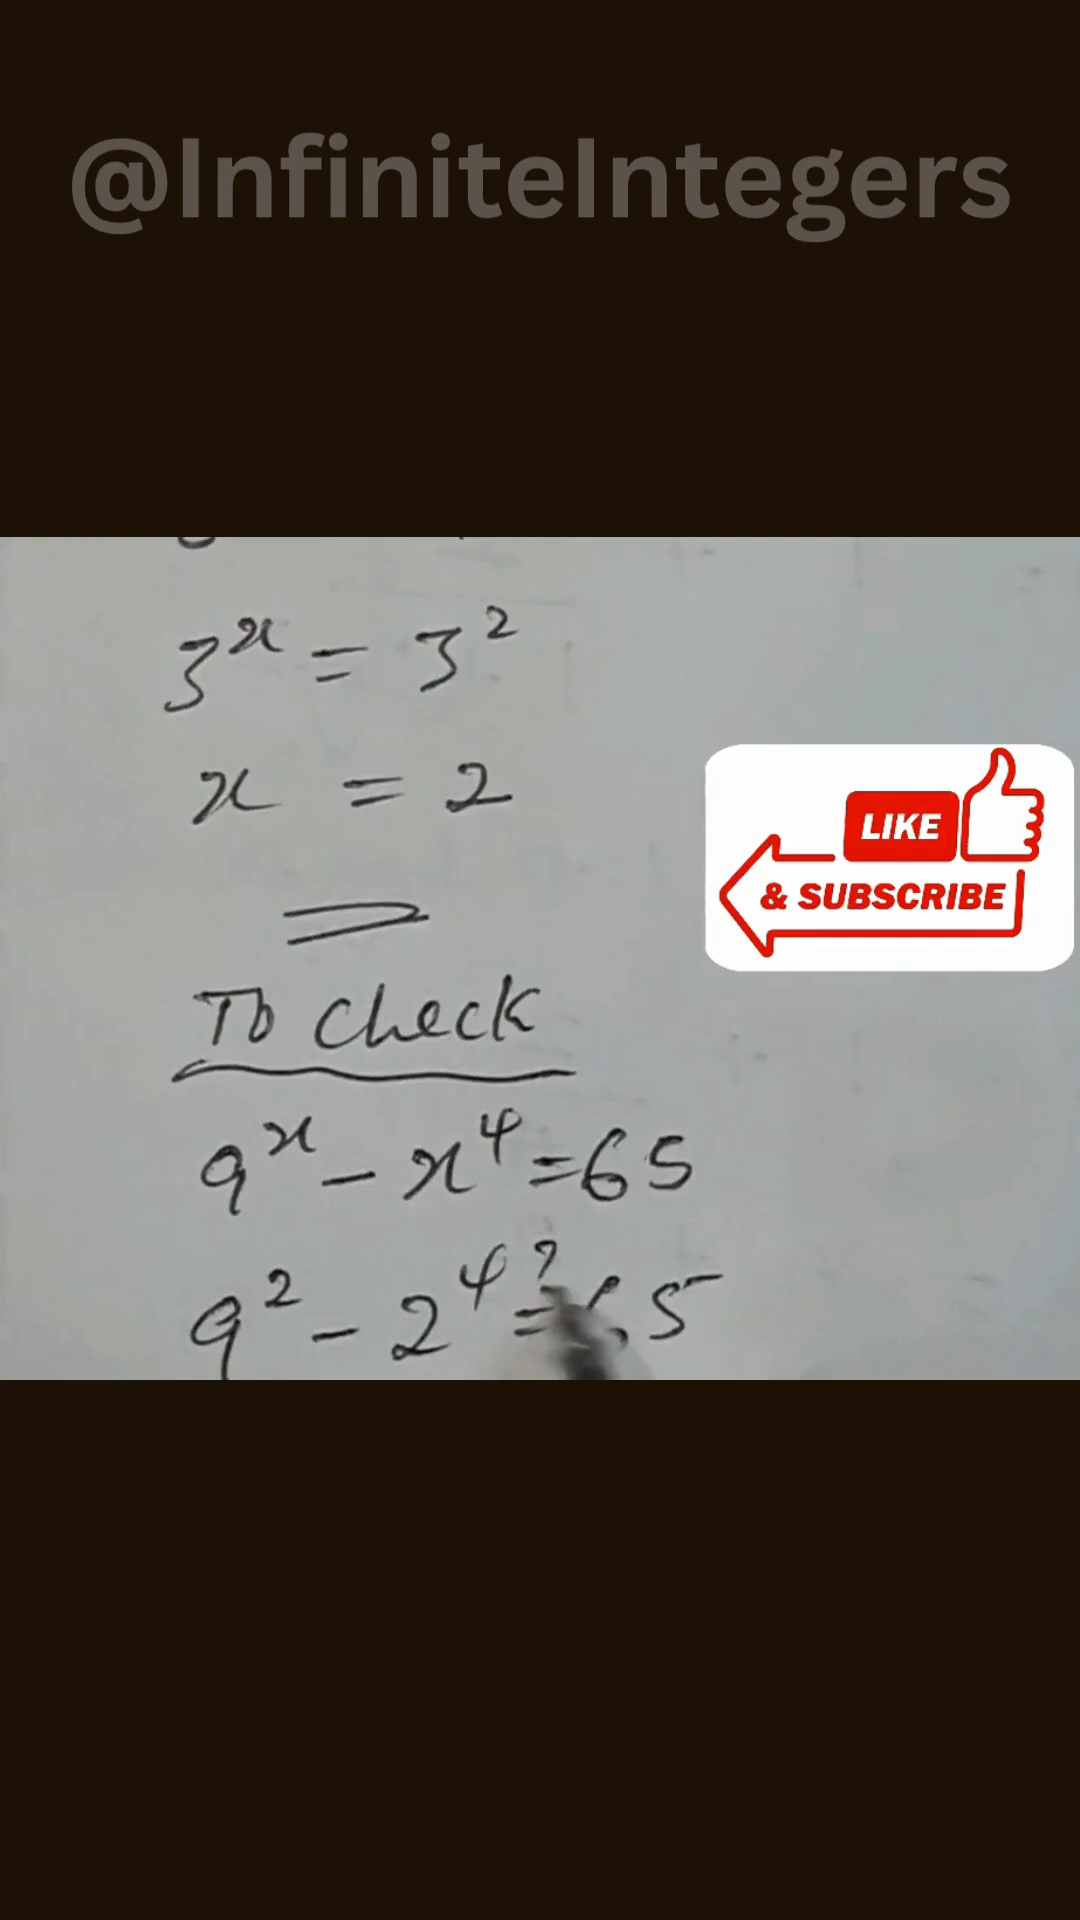 @InfiniteIntegers
3^x = 3^2
x = 2
LIKE
& SUBSCRIBE
To check
9^x - x^4 = 65
9^2 - 2^4 ?= 65